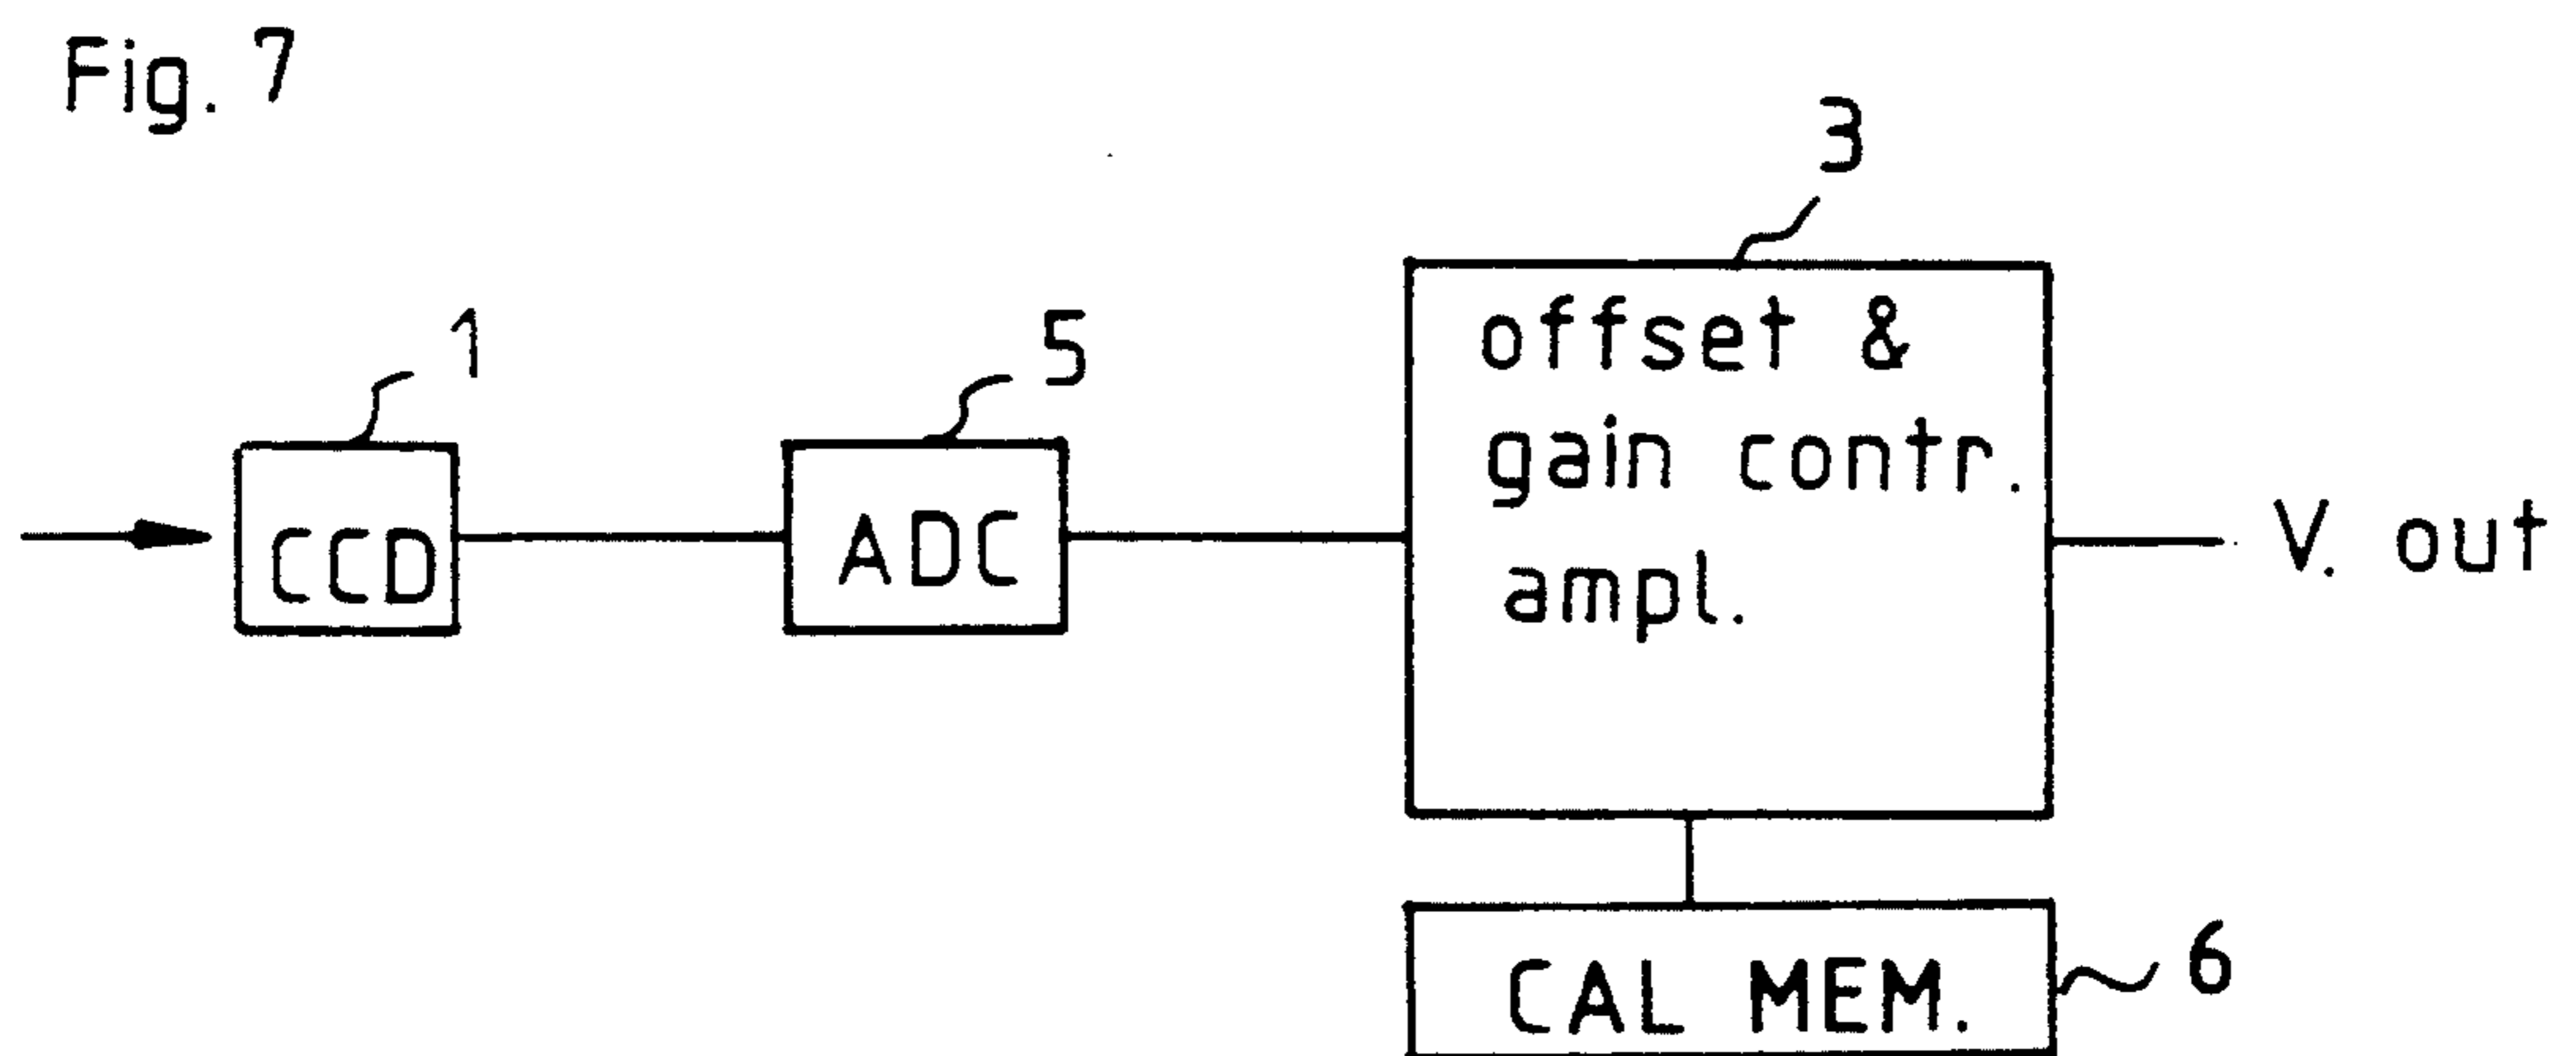 Fig. 7
3
1
5
offset &
gain contr.
ampl.
CCD
ADC
V. out
CAL MEM.
6